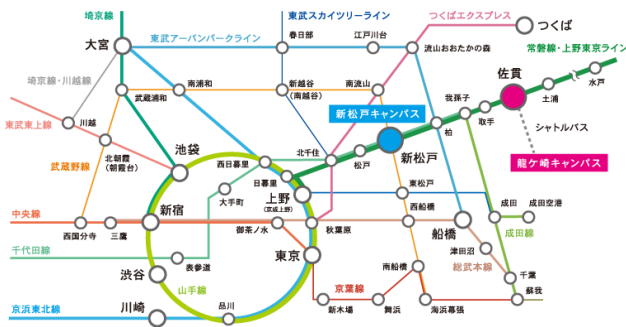 埼京線
東武スカイツリーライン
つくばエクスプレス
つくば
大宮
東武アーバンパークライン
春日部
江戸川台
流山おおたかの森
常磐線・上野東京ライン
埼京線・川越線
武蔵浦和
南浦和
新越谷
(南越谷)
南流山
我孫子
佐貫
土浦
水戸
東武東上線
川越
新松戸キャンパス
柏
取手
シャトルバス
北朝霞
(朝霞台)
武蔵野線
池袋
西日暮里
北千住
松戸
新松戸
龍ケ崎キャンパス
日暮里
大手町
上野
(京成上野)
東松戸
中央線
新宿
西船橋
成田
成田空港
西国分寺
三鷹
御茶ノ水
秋葉原
船橋
成田線
千代田線
表参道
東京
津田沼
総武本線
渋谷
山手線
南船橋
千葉
京葉線
蘇我
京浜東北線
川崎
品川
新木場
舞浜
海浜幕張